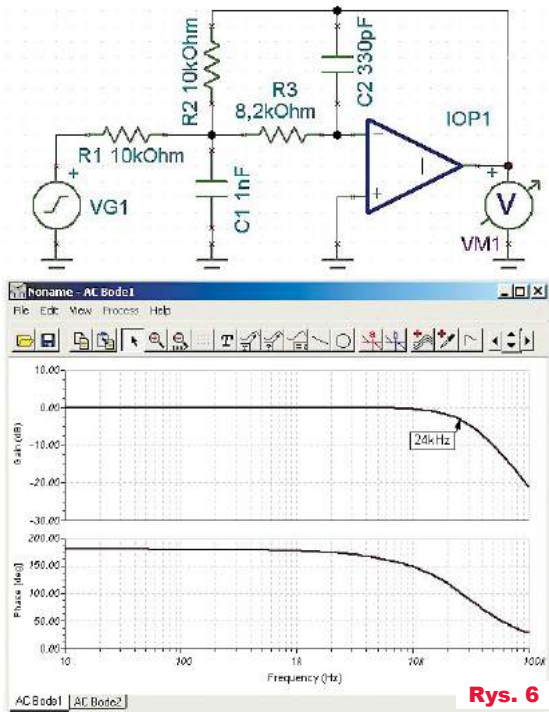 R2 10kOhm
C2 330pF
R3
8,2kOhm
IOP1
R1 10kOhm
C1 1nF
VG1
VM1
Noname - AC Bode1
File Edit View Process Help
10.00
0.00
-10.00
-20.00
-30.00
Gain (dB)
24kHz
200.00
150.00
100.00
50.00
0.00
Phase [deg]
10
100
1k
10k
100k
Frequency (Hz)
AC Bode1 AC Bode2
Rys. 6